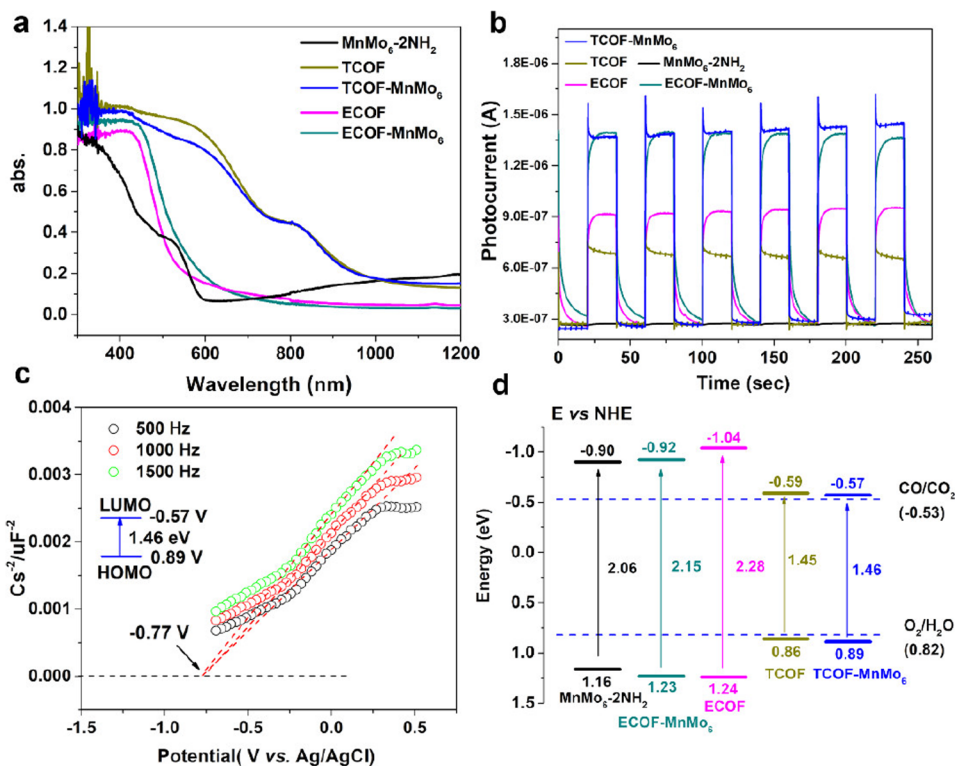 a
1.4
1.2
1.0
0.8
0.6
0.4
0.2
0.0
abs.
MnMo₆-2NH₂
TCOF
TCOF-MnMo₆
ECOF
ECOF-MnMo₆
400 600 800 1000 1200
Wavelength (nm)
b
1.8E-06
1.5E-06
1.2E-06
9.0E-07
6.0E-07
3.0E-07
Photocurrent (A)
TCOF-MnMo₆
TCOF MnMo₆-2NH₂
ECOF ECOF-MnMo₆
0 50 100 150 200 250
Time (sec)
c
0.004
0.003
0.002
0.001
0.000
Cs⁻²/uF⁻²
500 Hz
1000 Hz
1500 Hz
LUMO
-0.57 V
1.46 eV
0.89 V
HOMO
-0.77 V
-1.5 -1.0 -0.5 0.0 0.5
Potential( V vs. Ag/AgCl)
d
E vs NHE
-1.0
-0.5
0.0
0.5
1.0
1.5
Energy (eV)
-0.90 -0.92 -1.04 -0.59 -0.57
CO/CO₂
(-0.53)
2.06 2.15 2.28 1.45 1.46
O₂/H₂O
(0.82)
1.16 1.23 1.24 0.86 0.89
MnMo₆-2NH₂
ECOF-MnMo₆
ECOF
TCOF
TCOF-MnMo₆